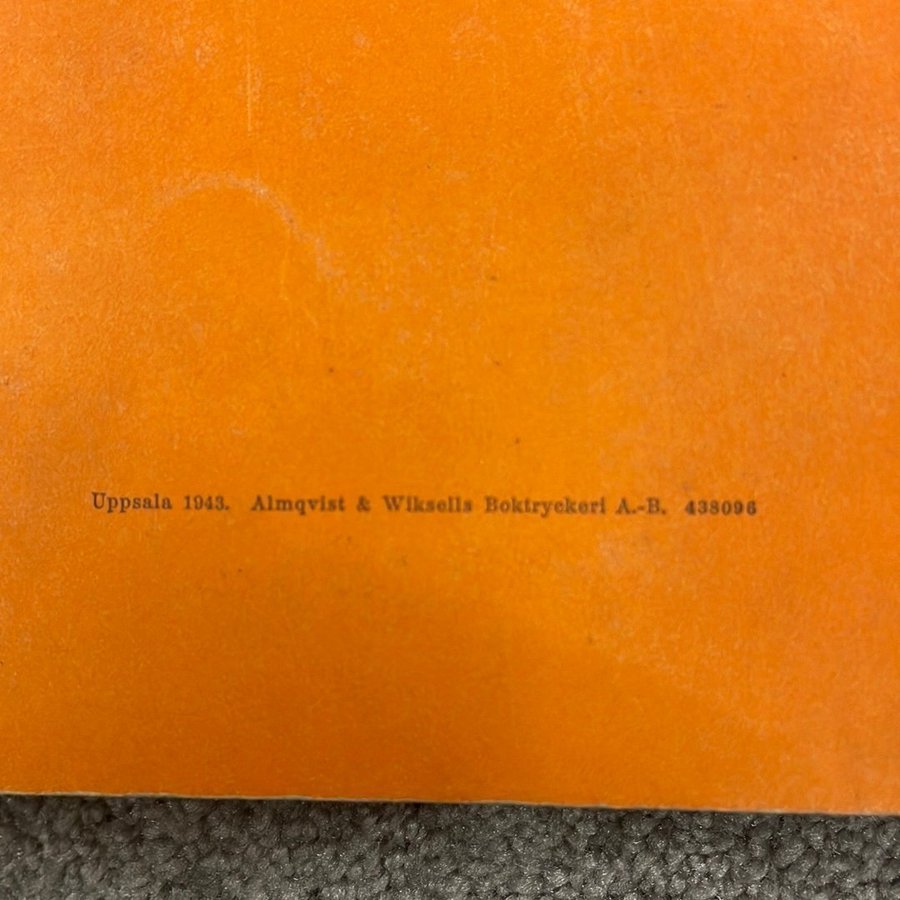 Uppsala 1943. Almqvist & Wiksells Boktryckeri A.-B. 438096